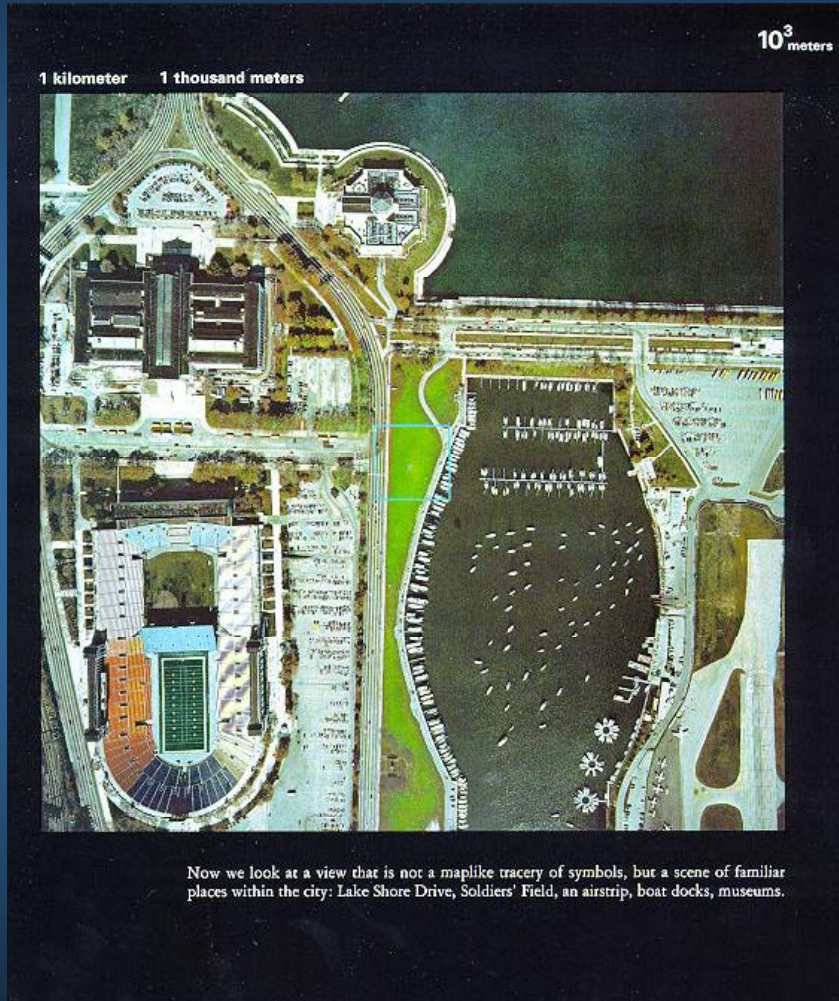 10³ meters
1 kilometer 1 thousand meters
Now we look at a view that is not a maplike tracery of symbols, but a scene of familiar
places within the city: Lake Shore Drive, Soldiers' Field, an airstrip, boat docks, museums.